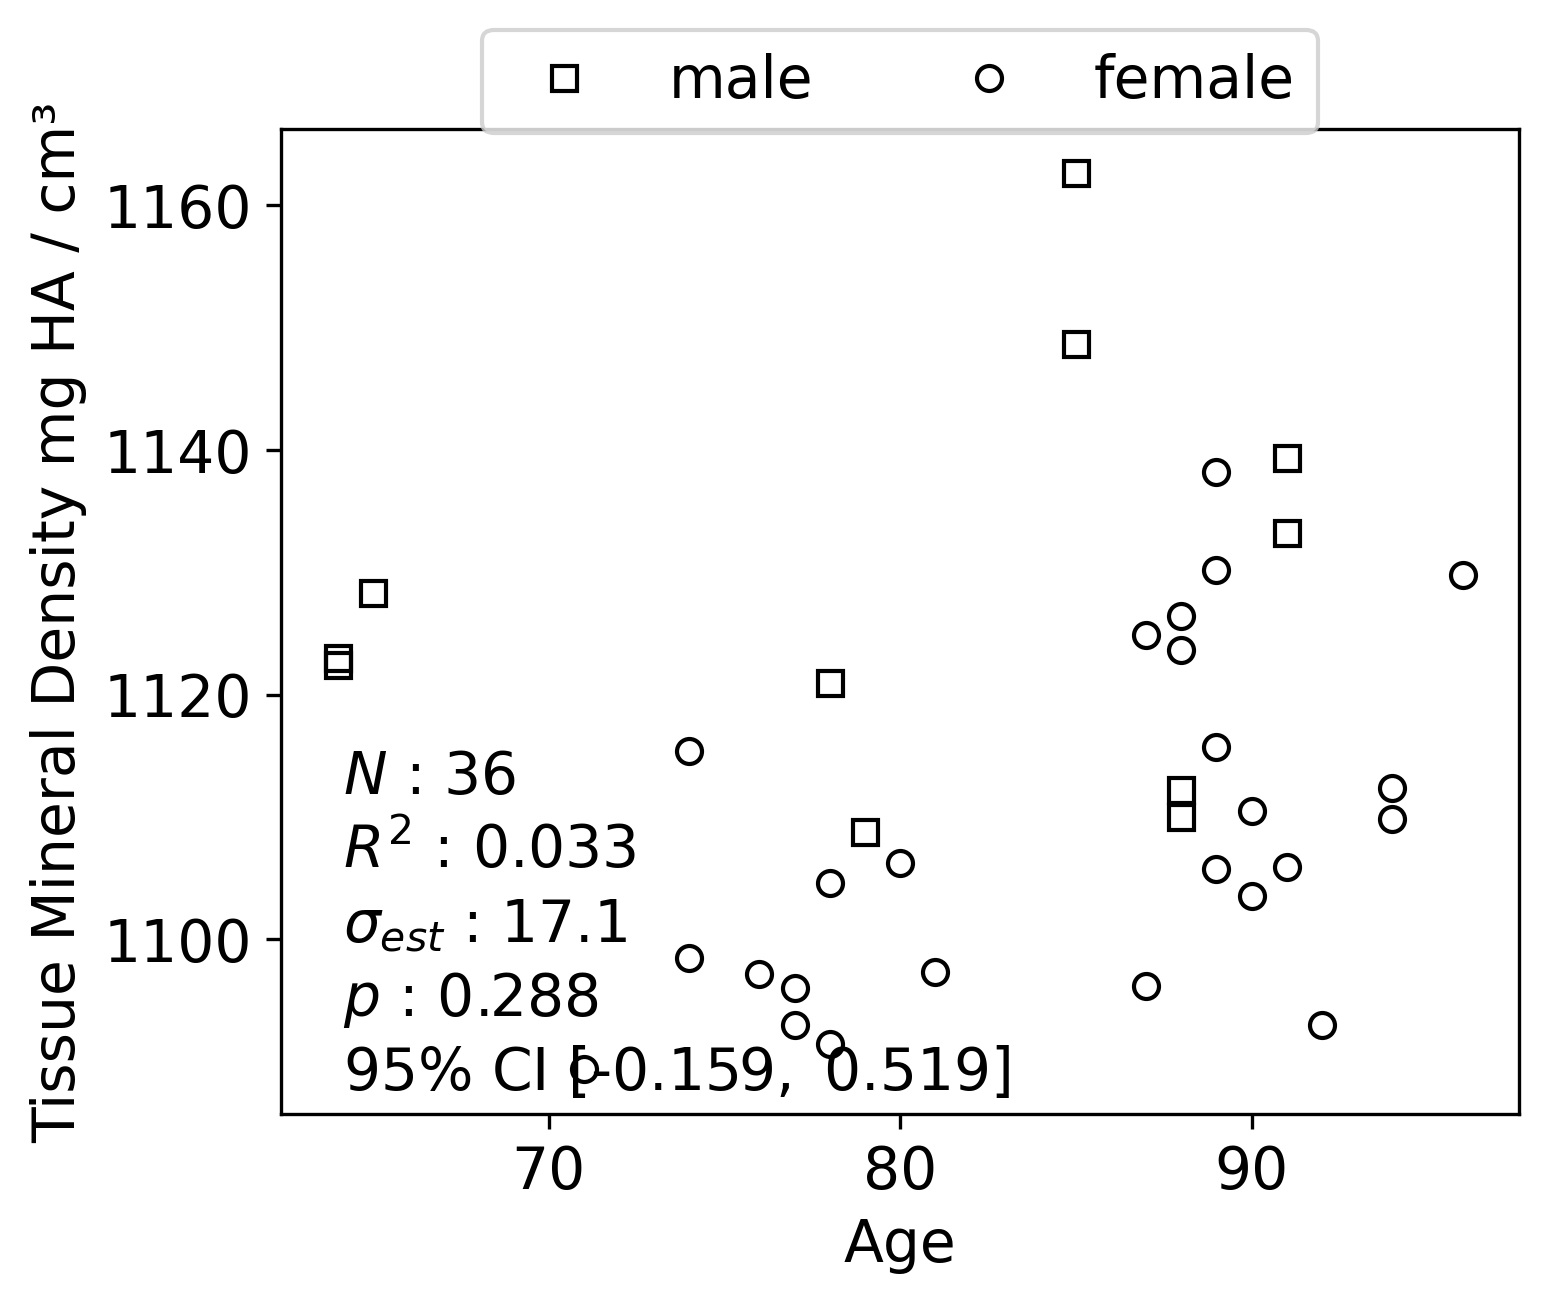 male female
Tissue Mineral Density mg HA / cm³
1160
1140
1120
1100
N : 36
R² : 0.033
σest : 17.1
p : 0.288
95% CI [-0.159, 0.519]
70 80 90
Age